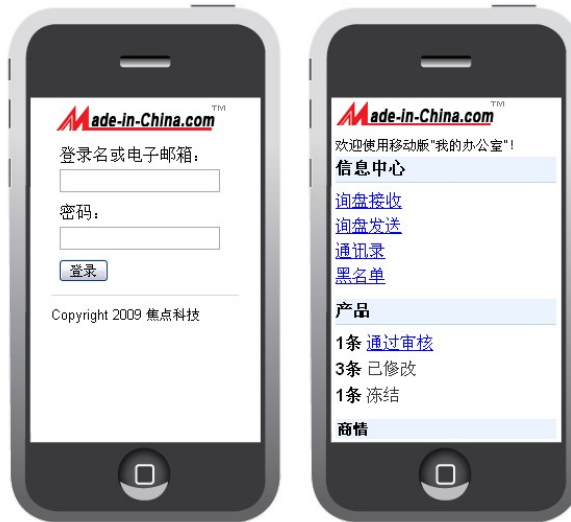 Made-in-China.com™
登录名或电子邮箱：
密码：
登录
Copyright 2009 焦点科技
Made-in-China.com™
欢迎使用移动版"我的办公室"!
信息中心
询盘接收
询盘发送
通讯录
黑名单
产品
1条 通过审核
3条 已修改
1条 冻结
商情